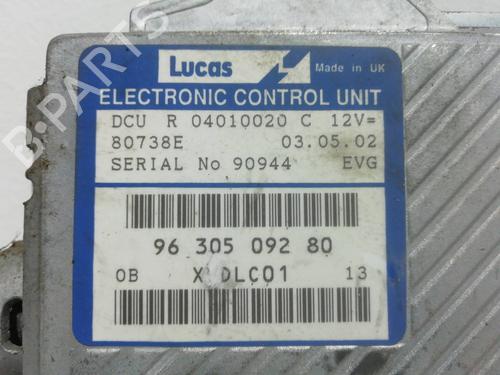 B-PARTS
Lucas
Made in UK
ELECTRONIC CONTROL UNIT
DCU R 04010020 C 12V=
80738E 03.05.02
SERIAL No 90944 EVG
96 305 092 80
OB X DLC01 13